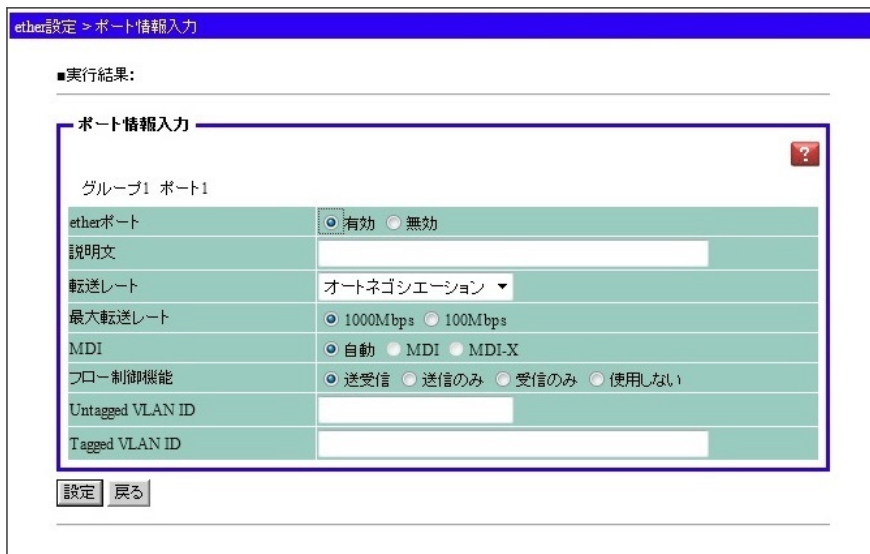 ether設定 > ポート情報入力
■実行結果:
ポート情報入力
?
グループ1 ポート1
etherポート 有効 無効
説明文
転送レート オートネゴシエーション ▼
最大転送レート 1000Mbps 100Mbps
MDI 自動 MDI MDI-X
フロー制御機能 送受信 送信のみ 受信のみ 使用しない
Untagged VLAN ID
Tagged VLAN ID
設定 戻る